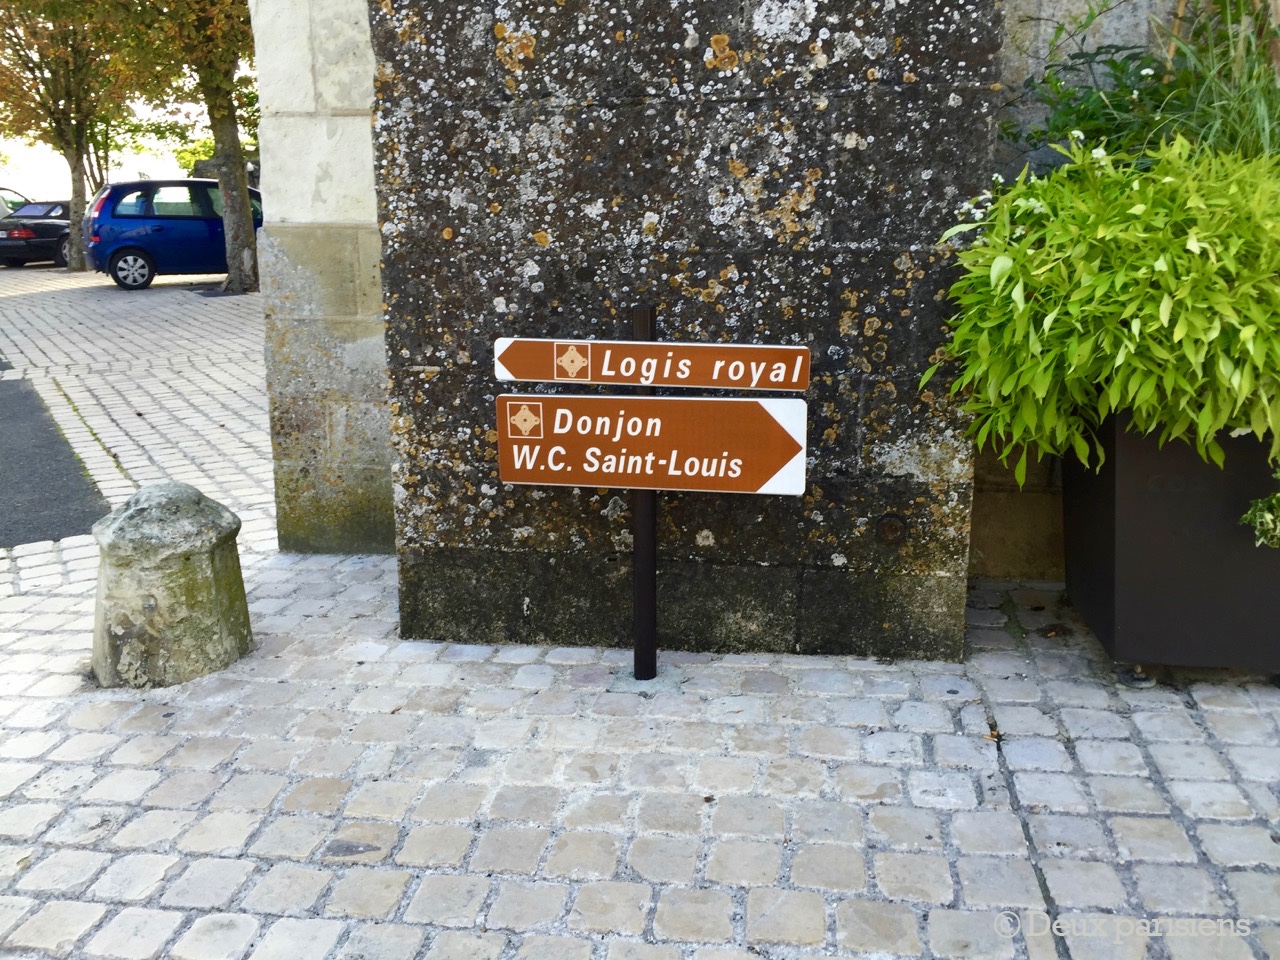 Logis royal
Donjon
W.C. Saint-Louis
© Deux parisiens